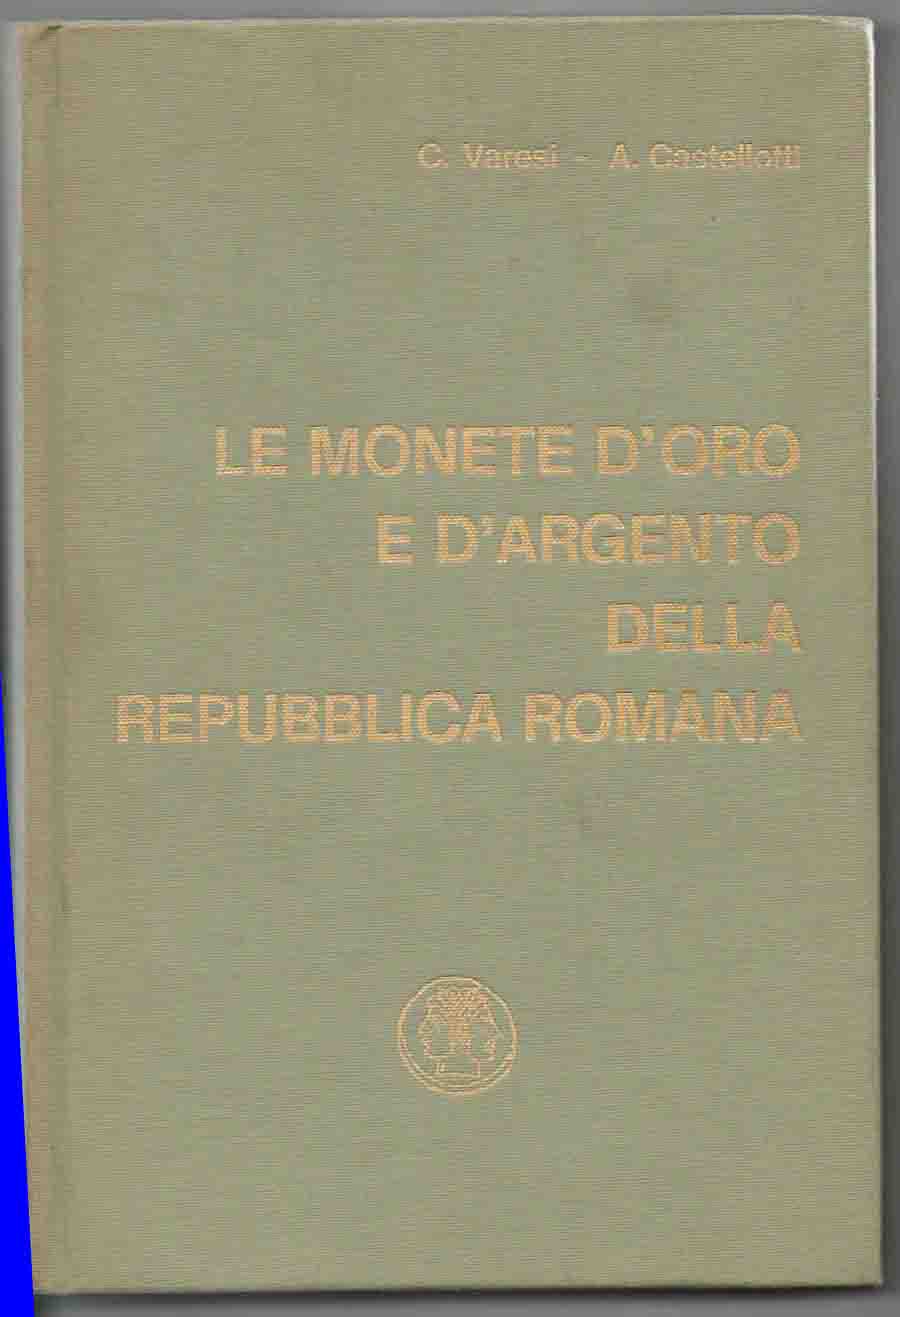 C. Varesi - A. Castellotti
LE MONETE D'ORO
E D'ARGENTO
DELLA
REPUBBLICA ROMANA